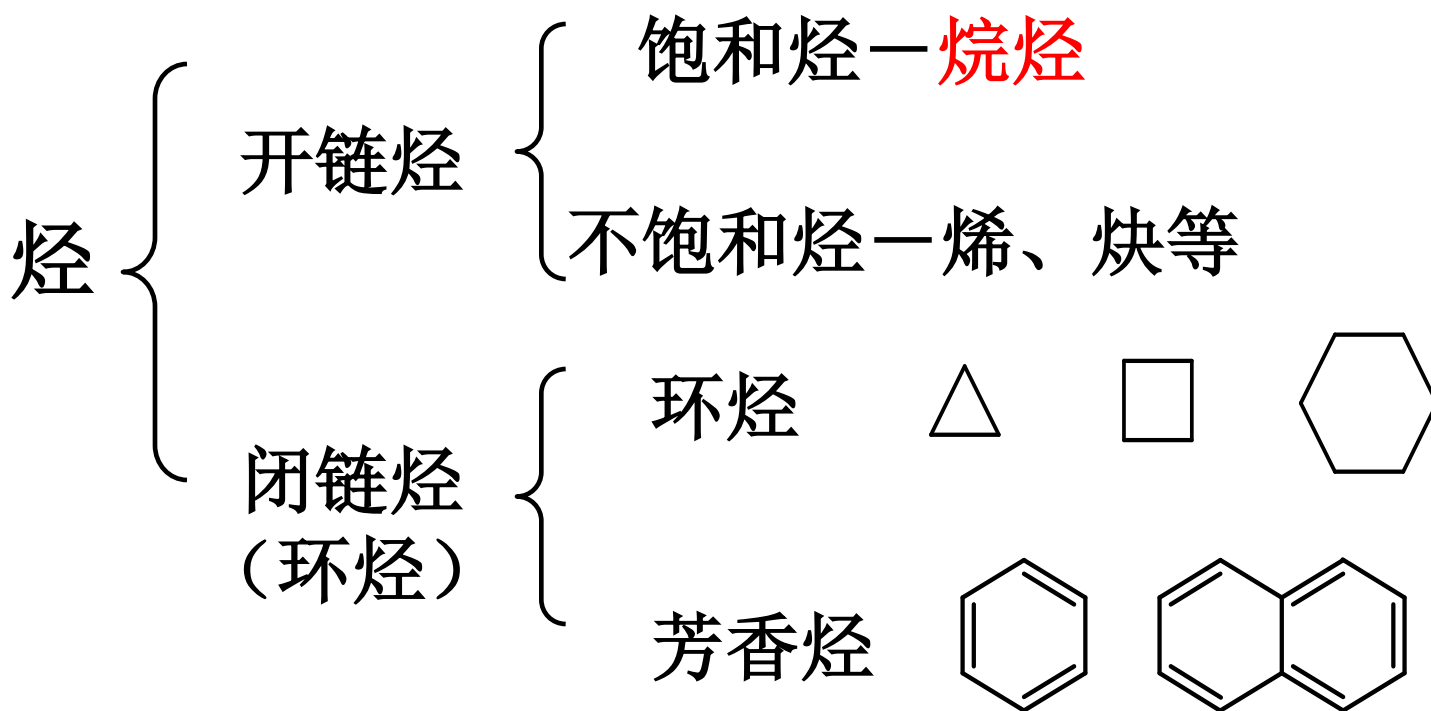 饱和烃—烷烃
开链烃
不饱和烃—烯、炔等
烃
环烃
闭链烃
（环烃）
芳香烃